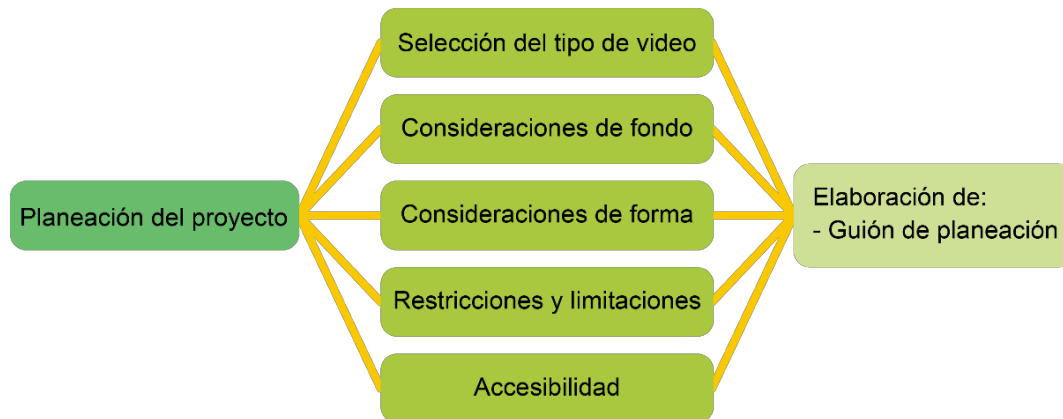 Planeación del proyecto
Selección del tipo de video
Consideraciones de fondo
Consideraciones de forma
Restricciones y limitaciones
Accesibilidad
Elaboración de:
- Guión de planeación